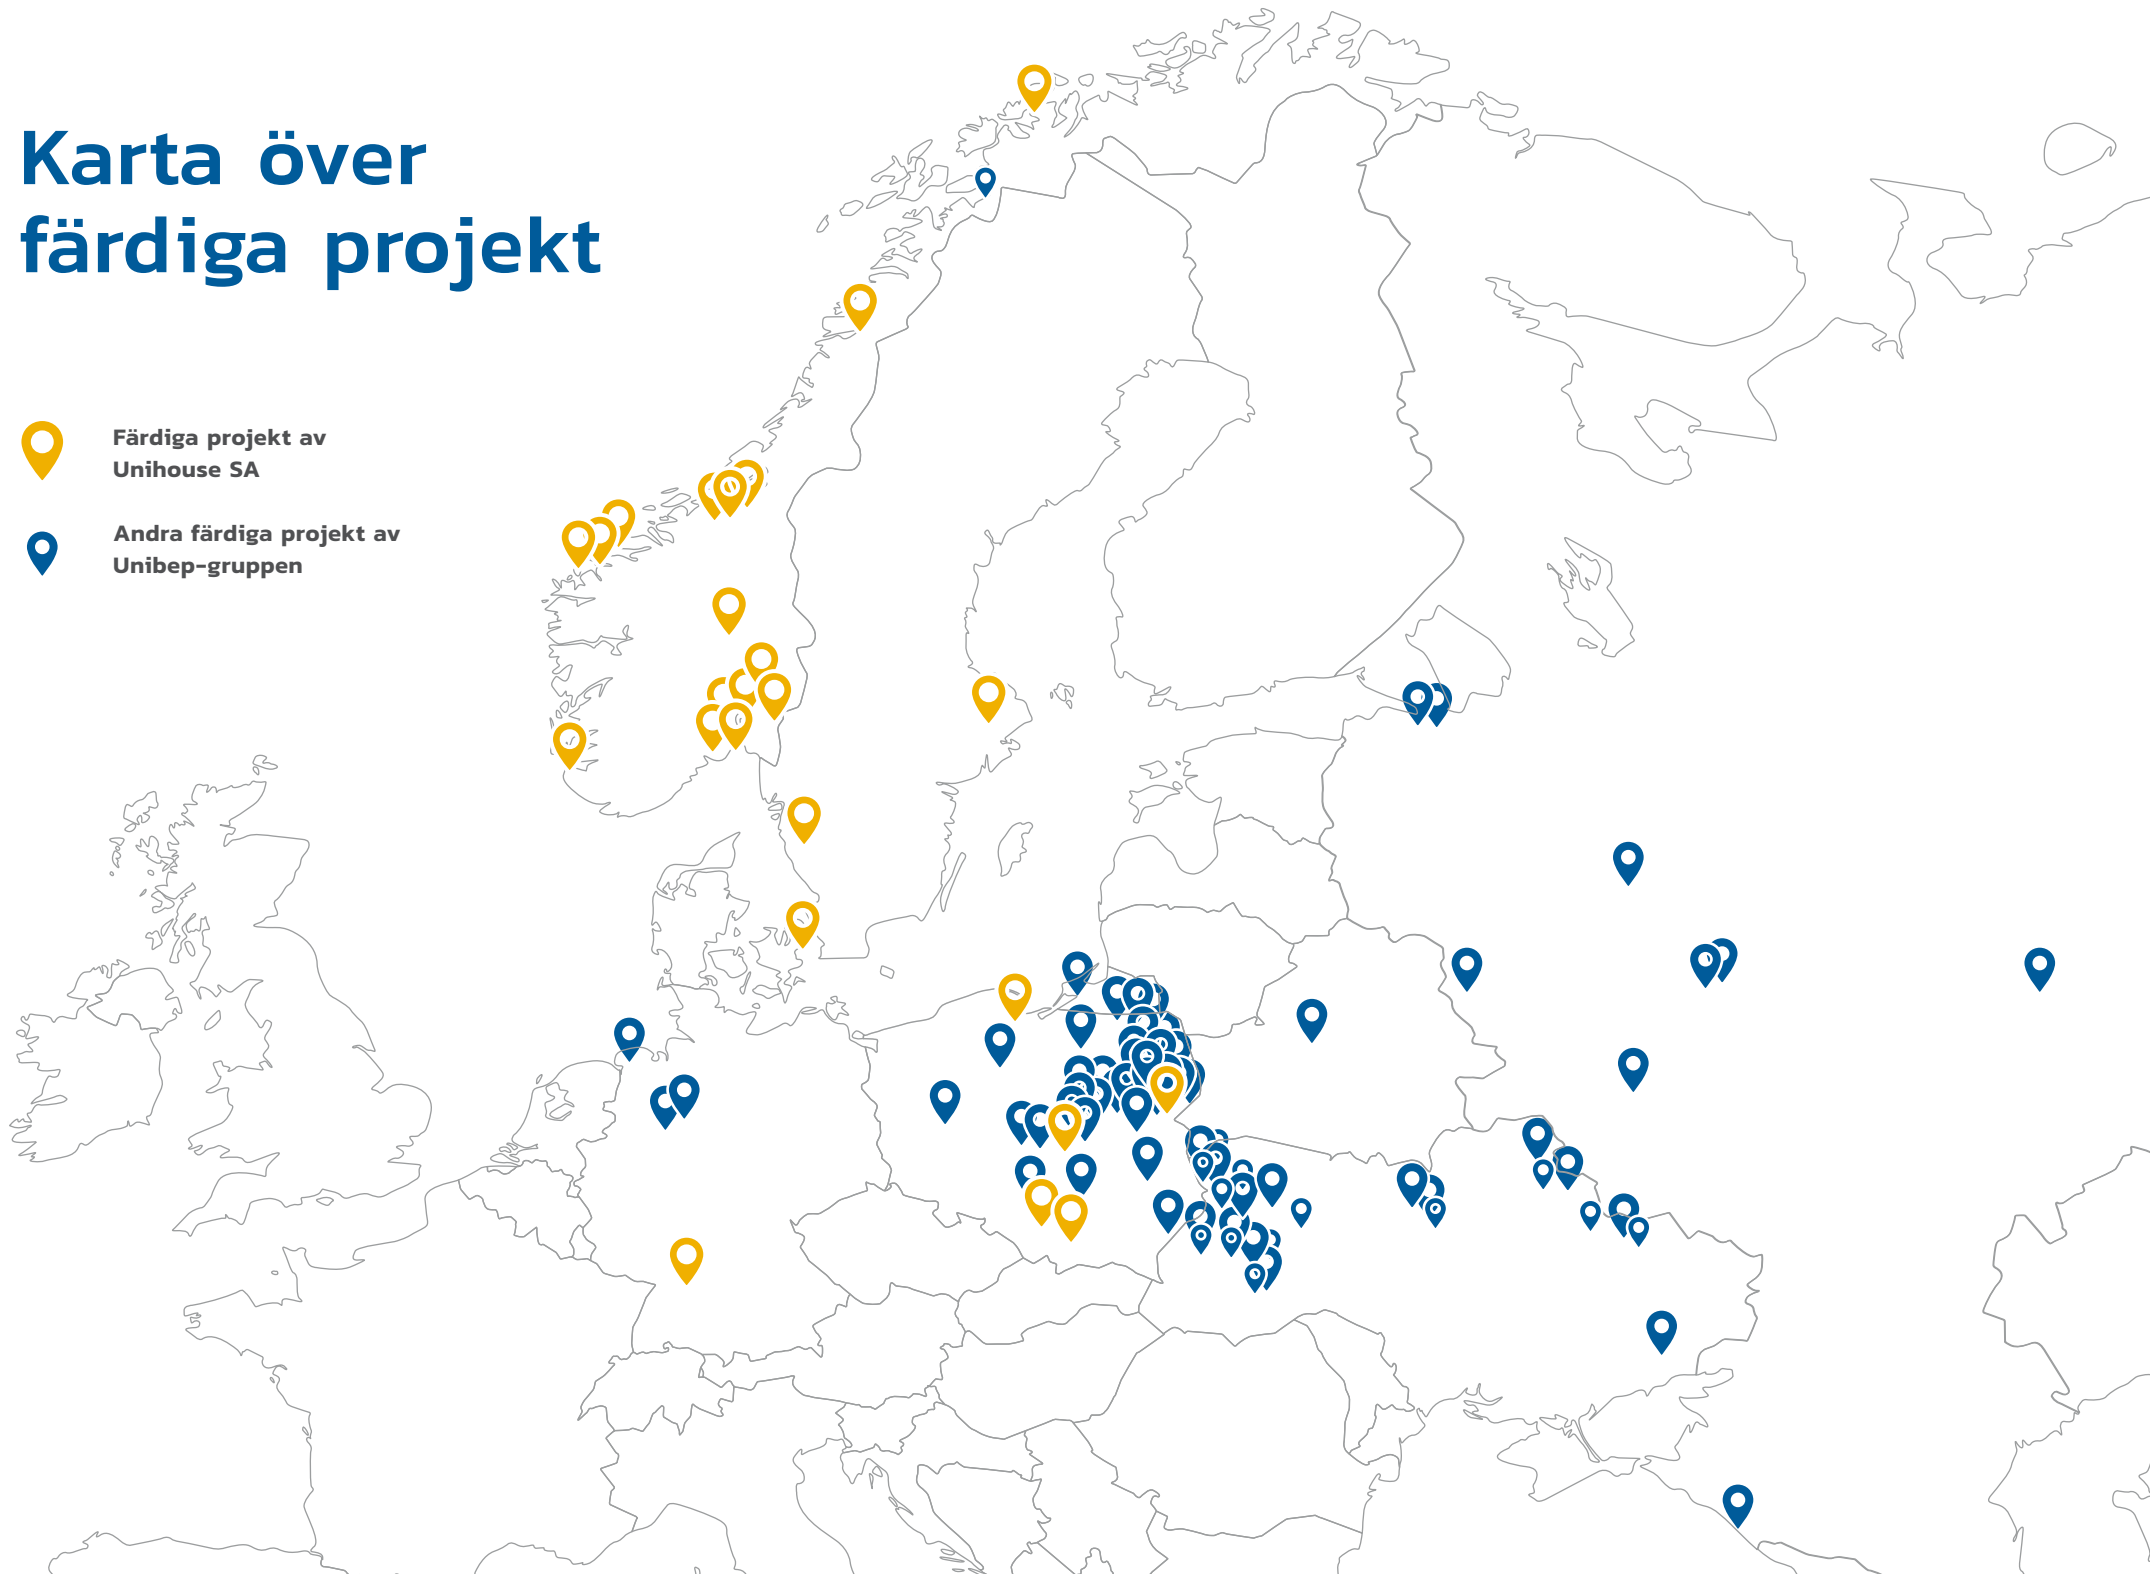 Karta över
färdiga projekt
Färdiga projekt av
Unihouse SA
Andra färdiga projekt av
Unibep-gruppen